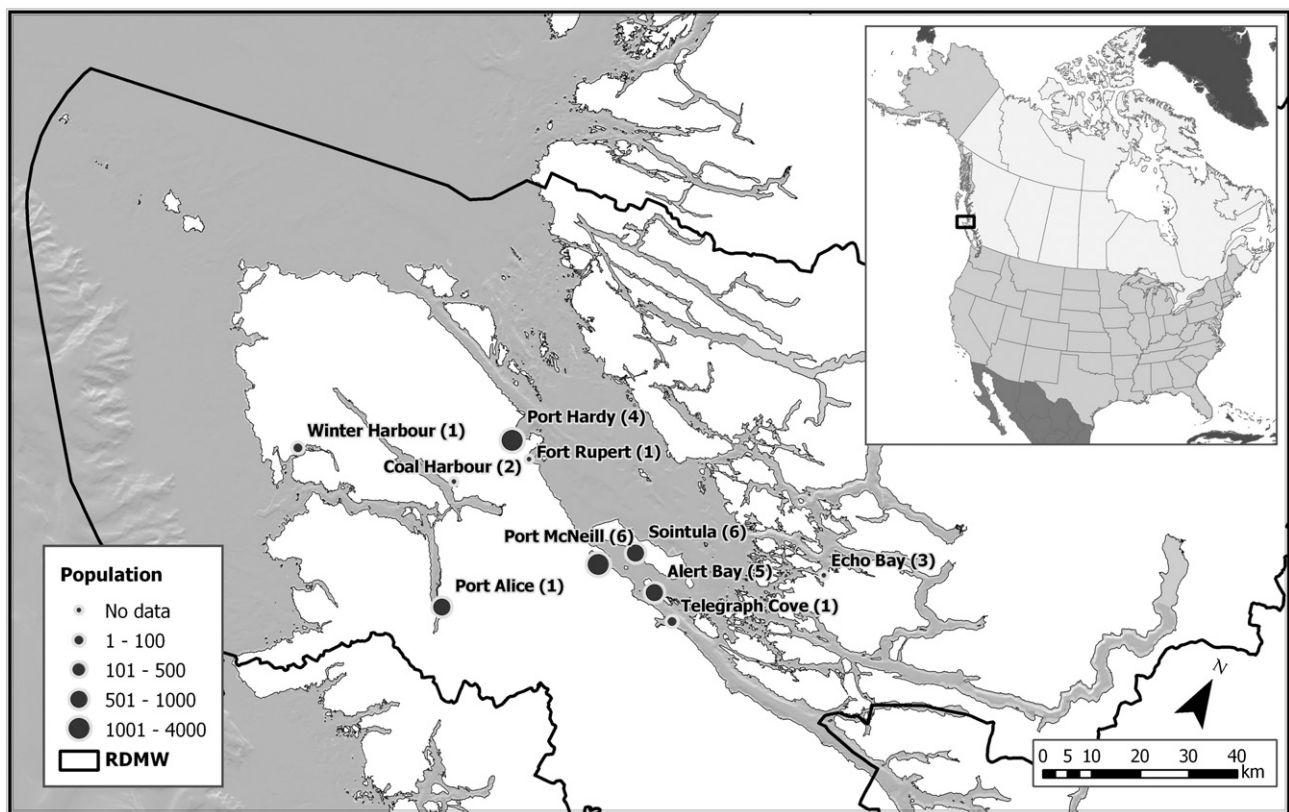 Port Hardy (4)
Winter Harbour (1)
Fort Rupert (1)
Coal Harbour (2)
Port McNeill (6)
Sointula (6)
Echo Bay (3)
Alert Bay (5)
Port Alice (1)
Telegraph Cove (1)
Population
No data
1 - 100
101 - 500
501 - 1000
1001 - 4000
RDMW
N
0 5 10 20 30 40
km